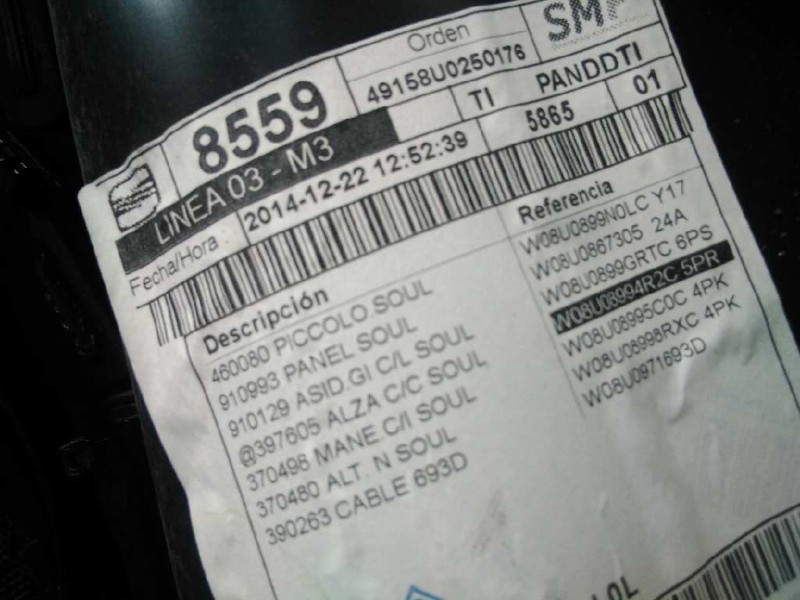 Orden
SMP
8559
49158U0250176
TI PANDDTI
LINEA 03 - M3
5865
01
Fecha/Hora
2014-12-22 12:52:39
Descripción
Referencia
460080 PICCOLO.SOUL
W08U0899N0LC Y17
910993 PANEL SOUL
W08U0867305 24A
910129 ASID.GI C/L SOUL
W08U0899GRTC 6PS
@397605 ALZA C/C SOUL
W08U08994R2C 5PR
370498 MANE.C/I SOUL
W08U08995C0C 4PK
370480 ALT. N SOUL
W08U08998RXC 4PK
390263 CABLE 693D
W08U0971693D